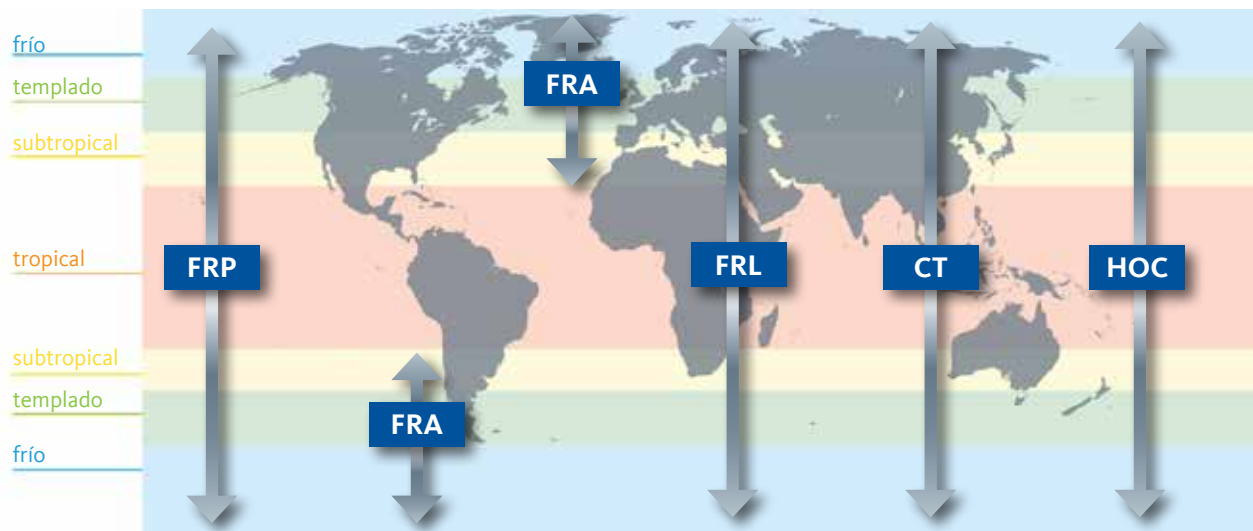 frío
templado
subtropical
tropical
subtropical
templado
frío
FRA
FRP
FRL
CT
HOC
FRA